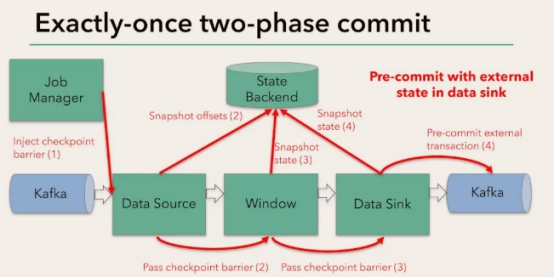 Exactly-once two-phase commit
Job
Manager
State
Backend
Pre-commit with external
state in data sink
Snapshot offsets (2)
Snapshot
state (4)
Inject checkpoint
barrier (1)
Snapshot
state (3)
Pre-commit external
transaction (4)
Kafka
Data Source
Window
Data Sink
Kafka
Pass checkpoint barrier (2)
Pass checkpoint barrier (3)